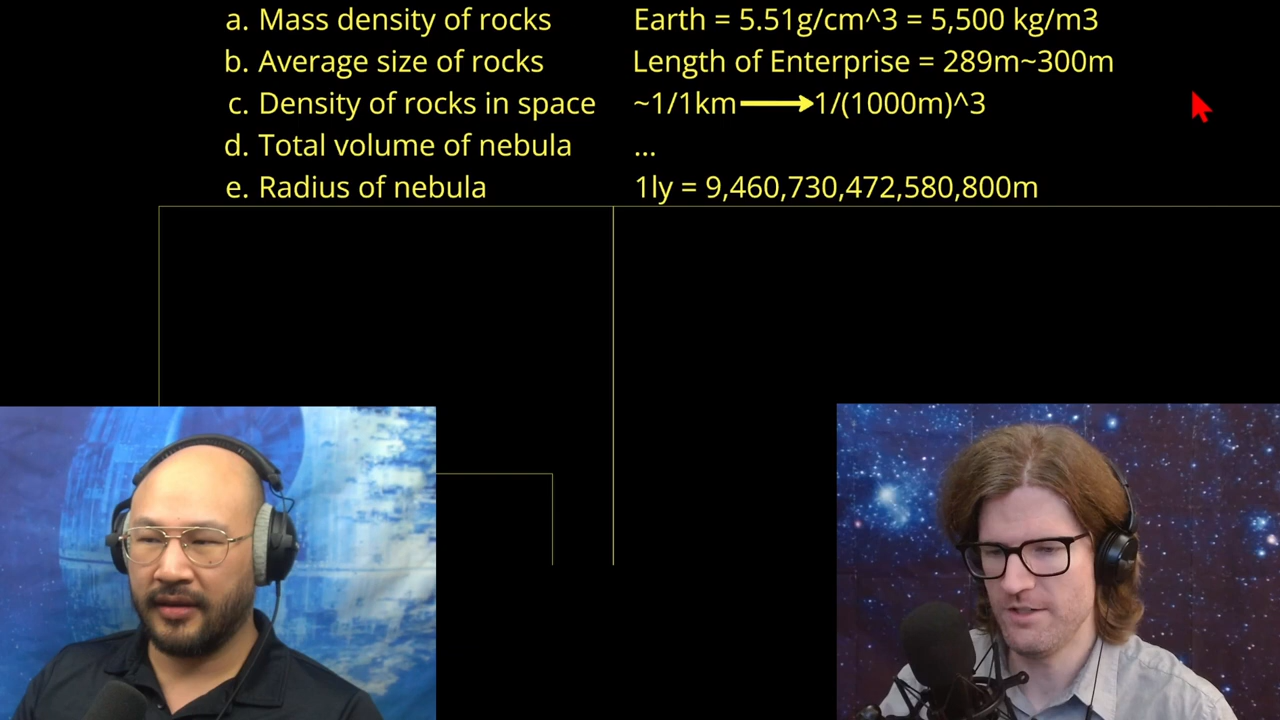 a. Mass density of rocks Earth = 5.51g/cm^3 = 5,500 kg/m3
b. Average size of rocks Length of Enterprise = 289m~300m
c. Density of rocks in space ~1/1km⟶1/(1000m)^3
d. Total volume of nebula ...
e. Radius of nebula 1ly = 9,460,730,472,580,800m